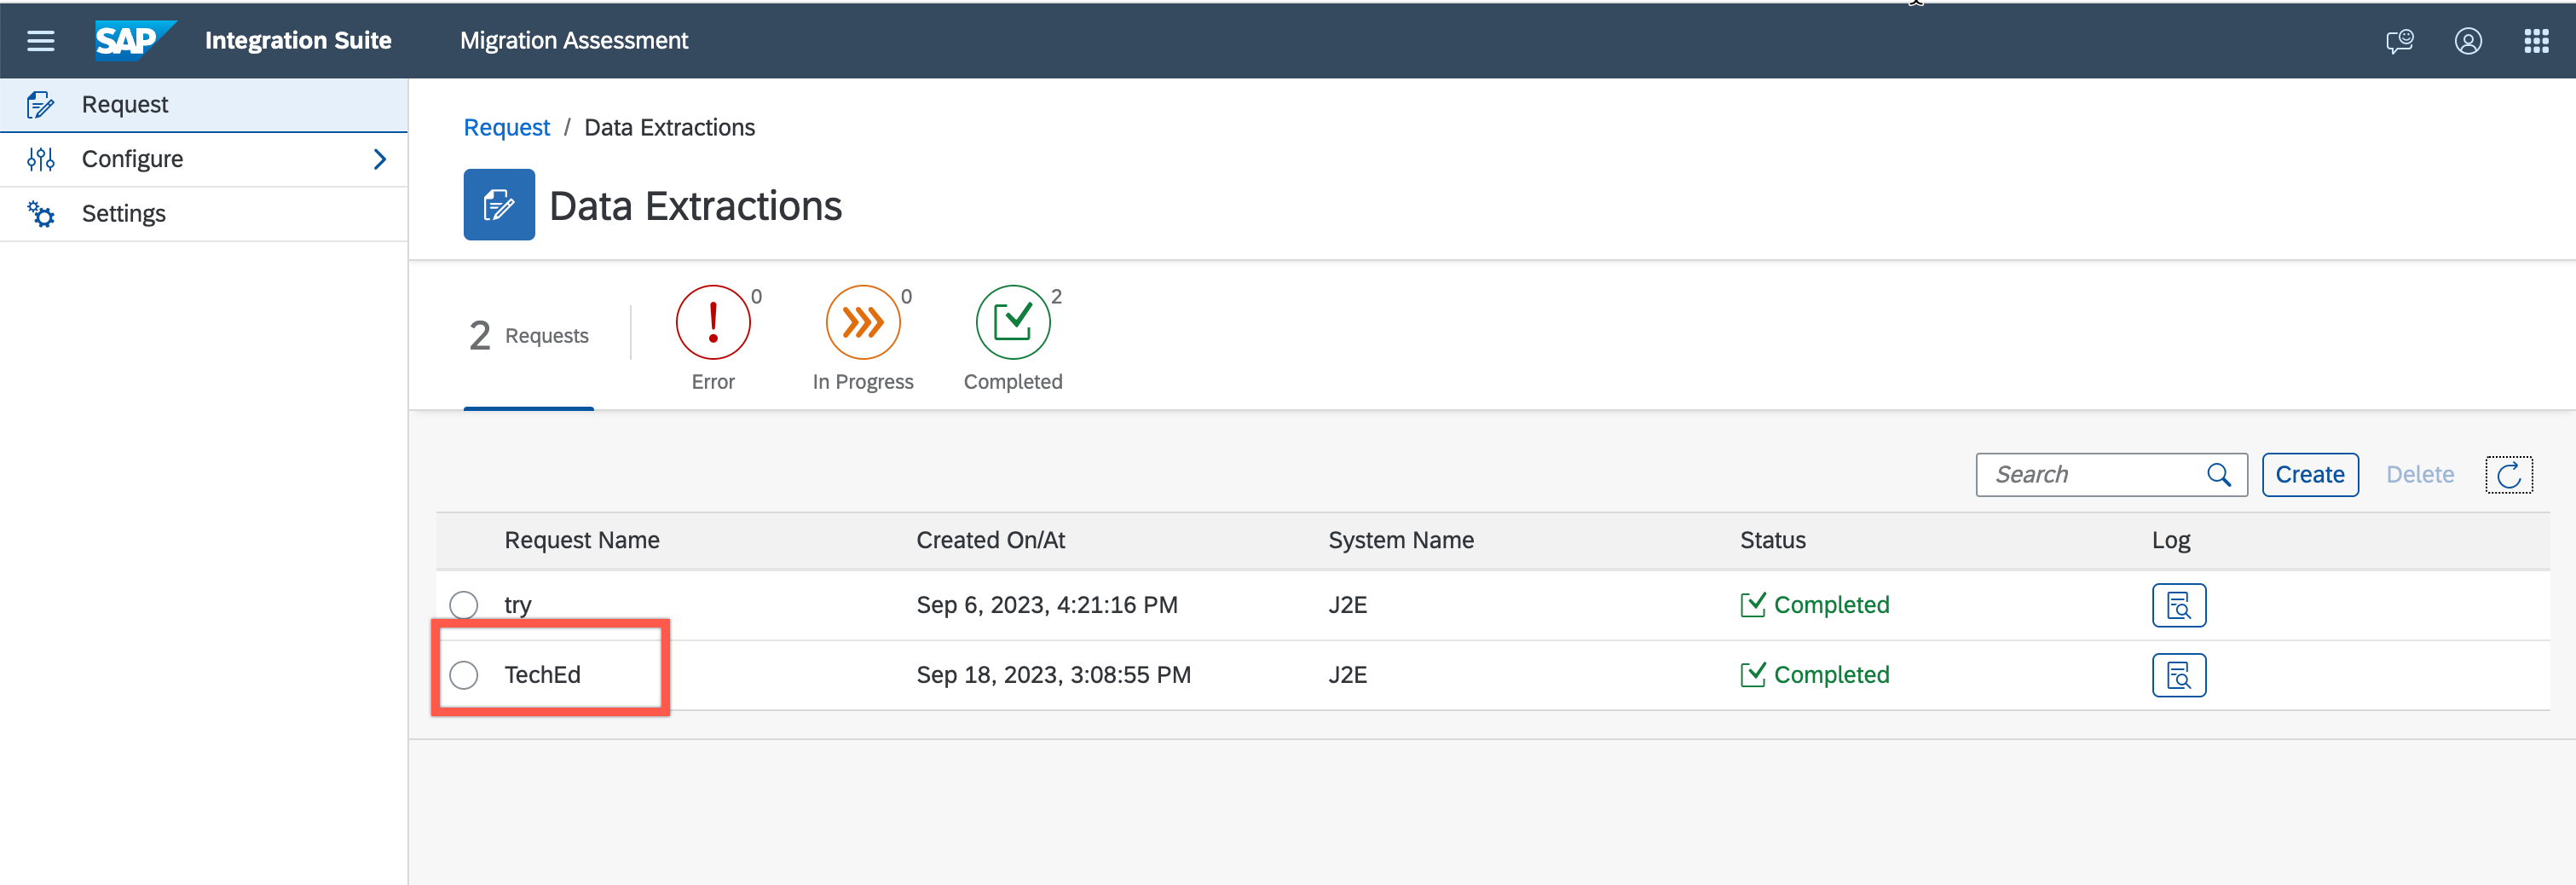 SAP Integration Suite Migration Assessment
Request
Configure
Settings
Request / Data Extractions
Data Extractions
2 Requests
0
Error
0
In Progress
2
Completed
Search Create Delete
Request Name Created On/At System Name Status Log
try Sep 6, 2023, 4:21:16 PM J2E Completed
TechEd Sep 18, 2023, 3:08:55 PM J2E Completed